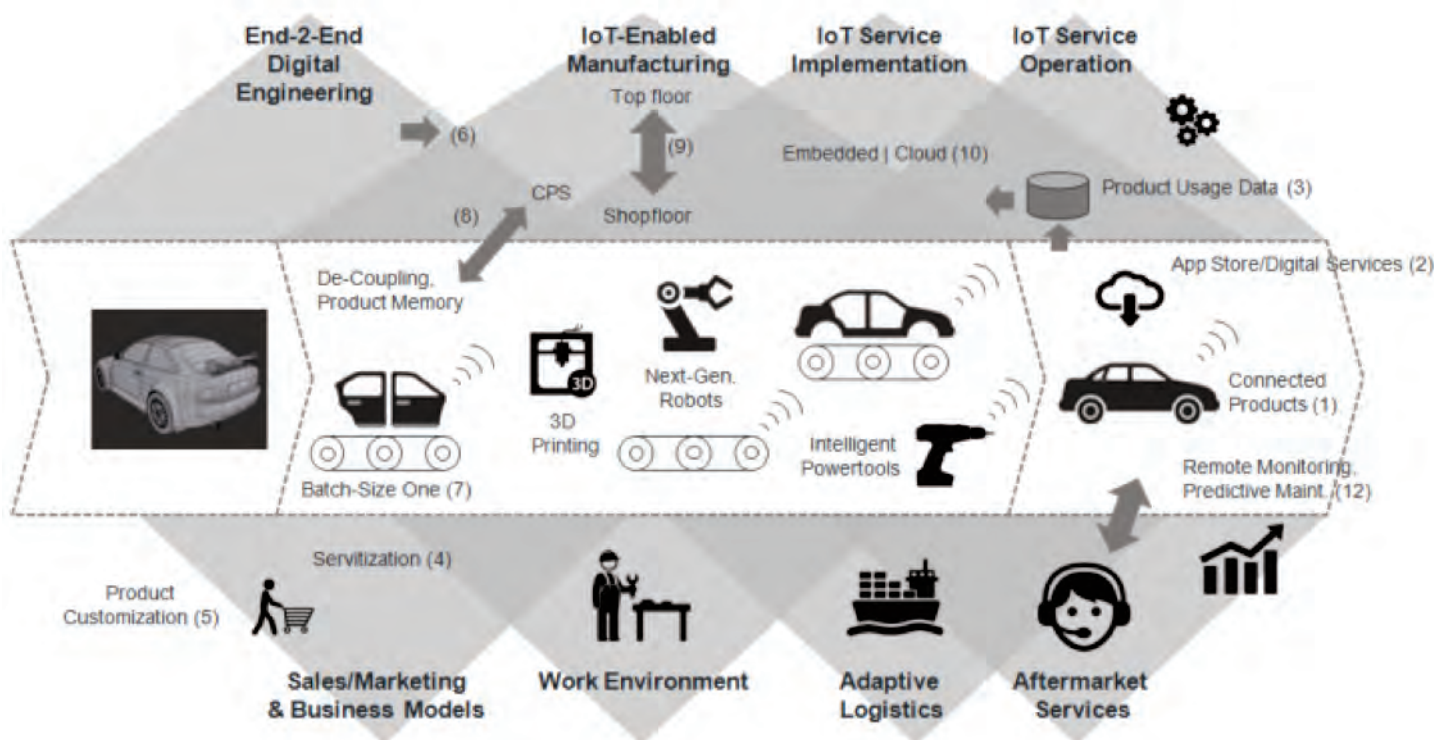 End-2-End
Digital
Engineering
IoT-Enabled
Manufacturing
IoT Service
Implementation
IoT Service
Operation
Top floor
(6)
(9)
Embedded | Cloud (10)
CPS
Product Usage Data (3)
(8)
Shopfloor
De-Coupling,
Product Memory
App Store/Digital Services (2)
3D
Next-Gen.
Robots
Connected
Products (1)
3D
Printing
Intelligent
Powertools
Batch-Size One (7)
Remote Monitoring,
Predictive Maint. (12)
Servitization (4)
Product
Customization (5)
Sales/Marketing
& Business Models
Work Environment
Adaptive
Logistics
Aftermarket
Services